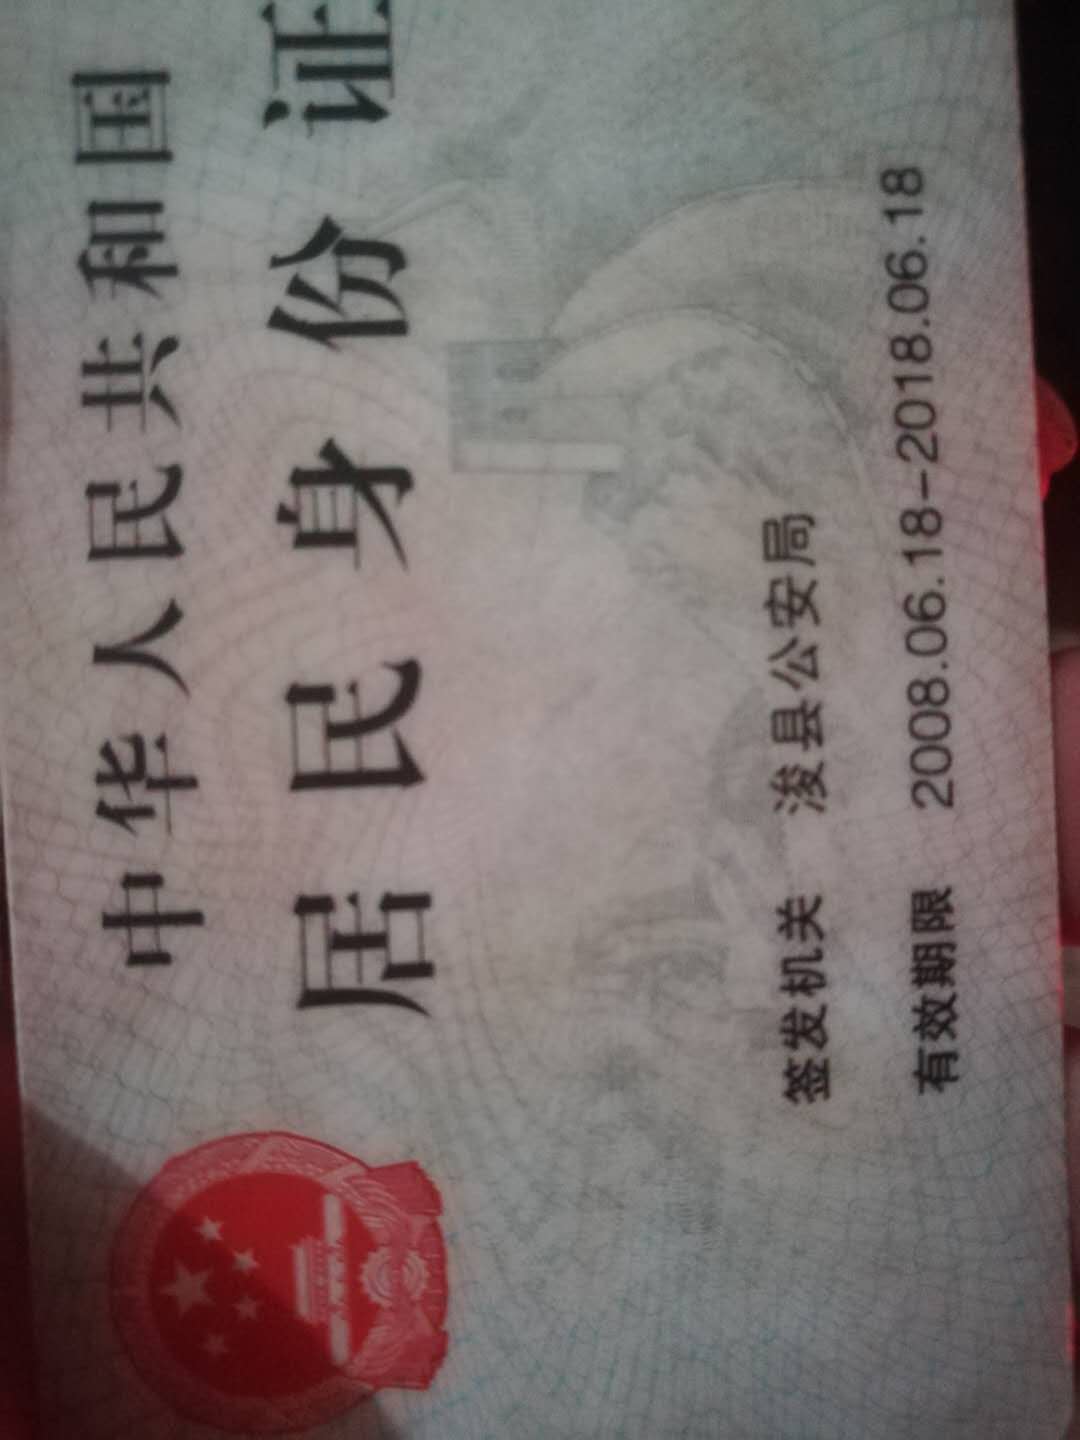 中华人民共和国
居民身份证
签发机关 浚县公安局
有效期限 2008.06.18-2018.06.18